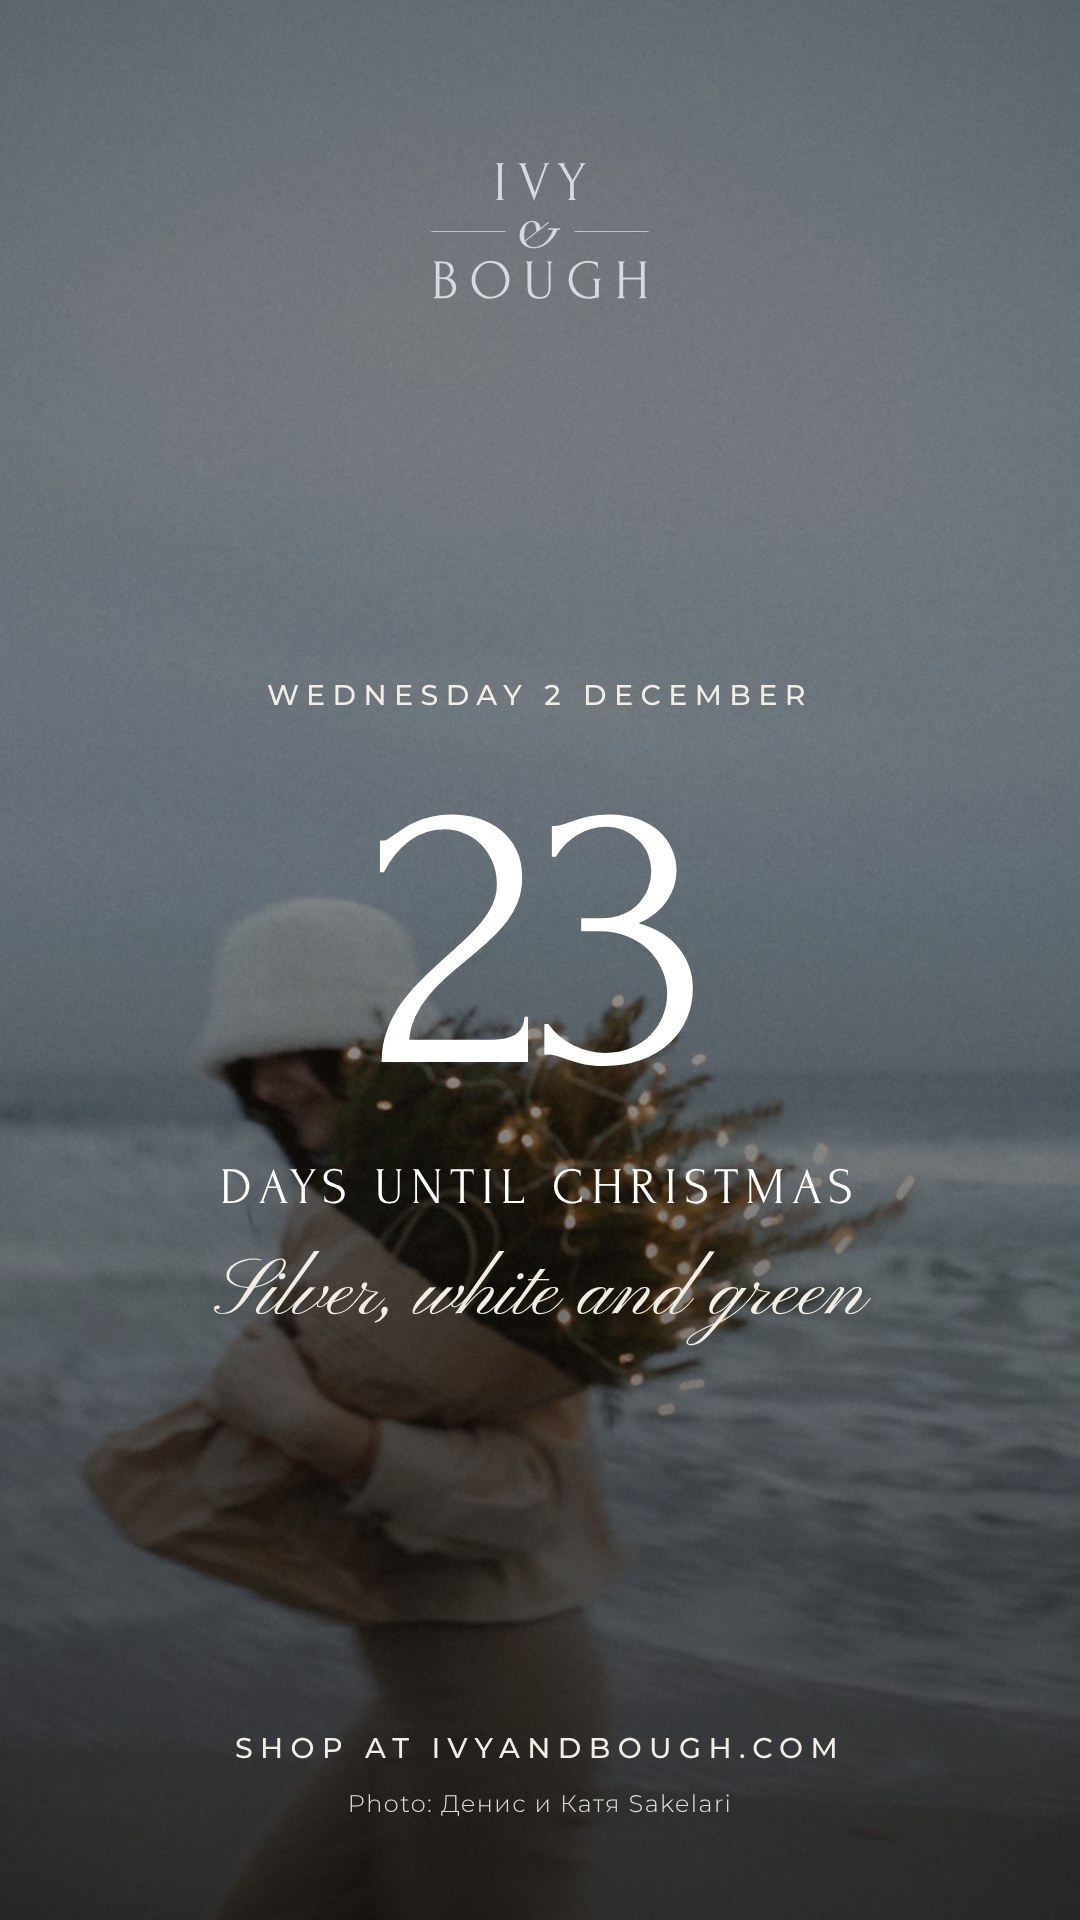 IVY
&
BOUGH
WEDNESDAY 2 DECEMBER
23
DAYS UNTIL CHRISTMAS
Silver, white and green
SHOP AT IVYANDBOUGH.COM
Photo: Денис и Катя Sakelari